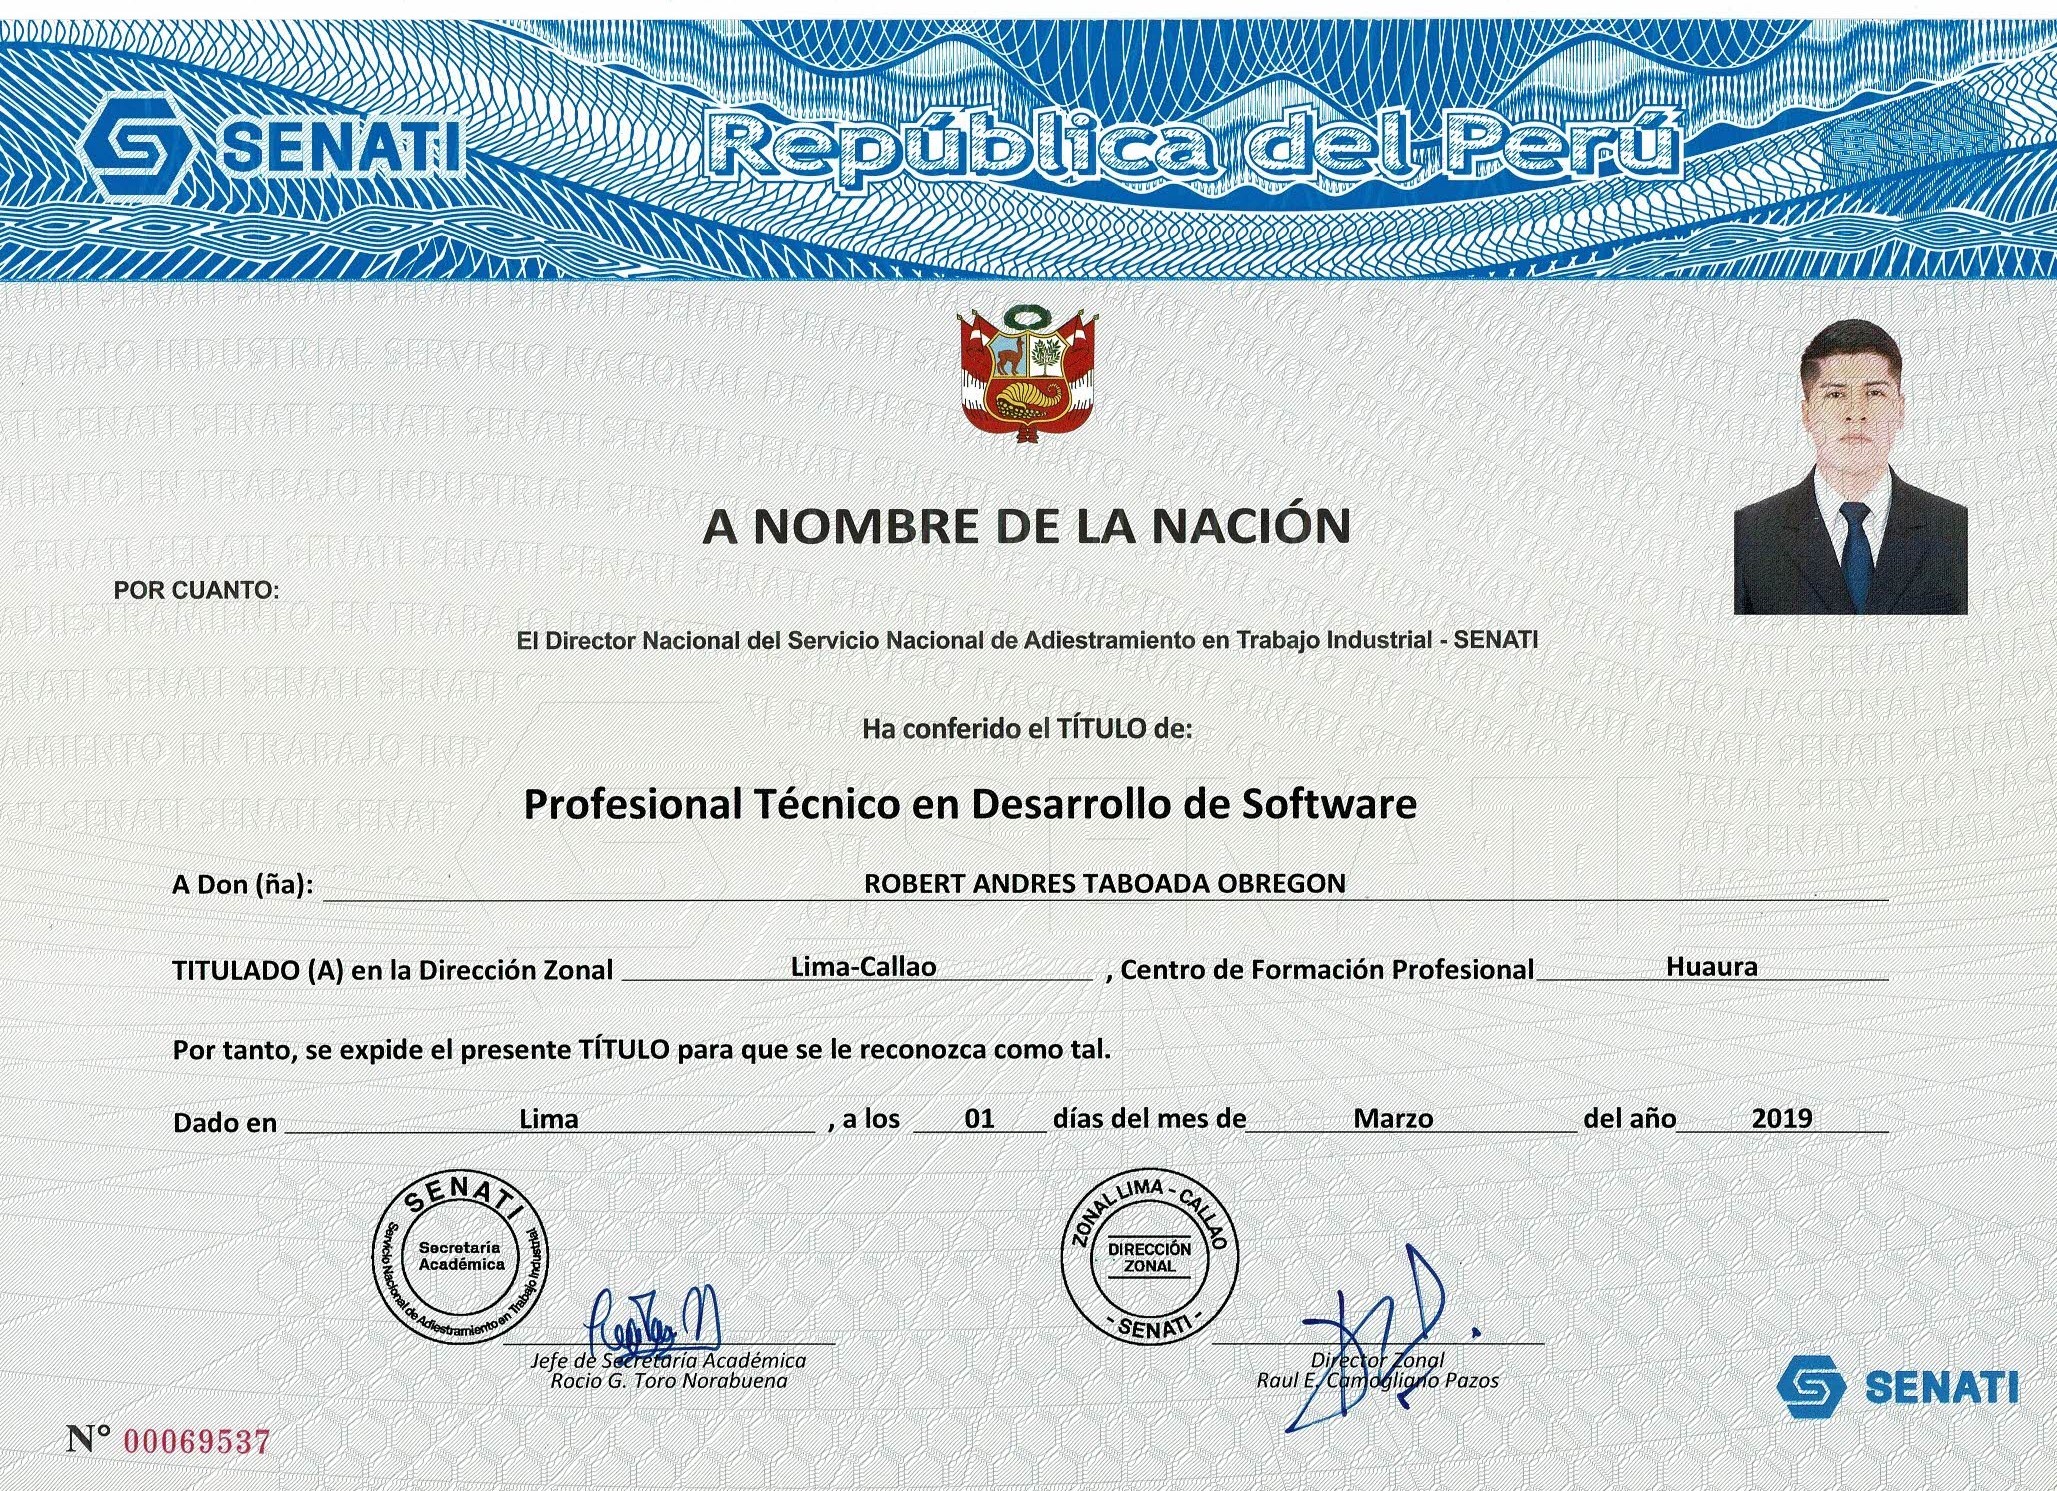 SENATI
República del Perú
A NOMBRE DE LA NACIÓN
POR CUANTO:
El Director Nacional del Servicio Nacional de Adiestramiento en Trabajo Industrial - SENATI
Ha conferido el TÍTULO de:
Profesional Técnico en Desarrollo de Software
A Don (ña): ROBERT ANDRES TABOADA OBREGON
TITULADO (A) en la Dirección Zonal Lima-Callao , Centro de Formación Profesional Huaura
Por tanto, se expide el presente TÍTULO para que se le reconozca como tal.
Dado en Lima , a los 01 días del mes de Marzo del año 2019
SENATI
Secretaría
Académica
Servicio Nacional de Adiestramiento en Trabajo Industrial
Jefe de Secretaría Académica
Rocio G. Toro Norabuena
ZONAL LIMA - CALLAO
DIRECCIÓN
ZONAL
- SENATI -
Director Zonal
Raul E. Camogliano Pazos
SENATI
N° 00069537